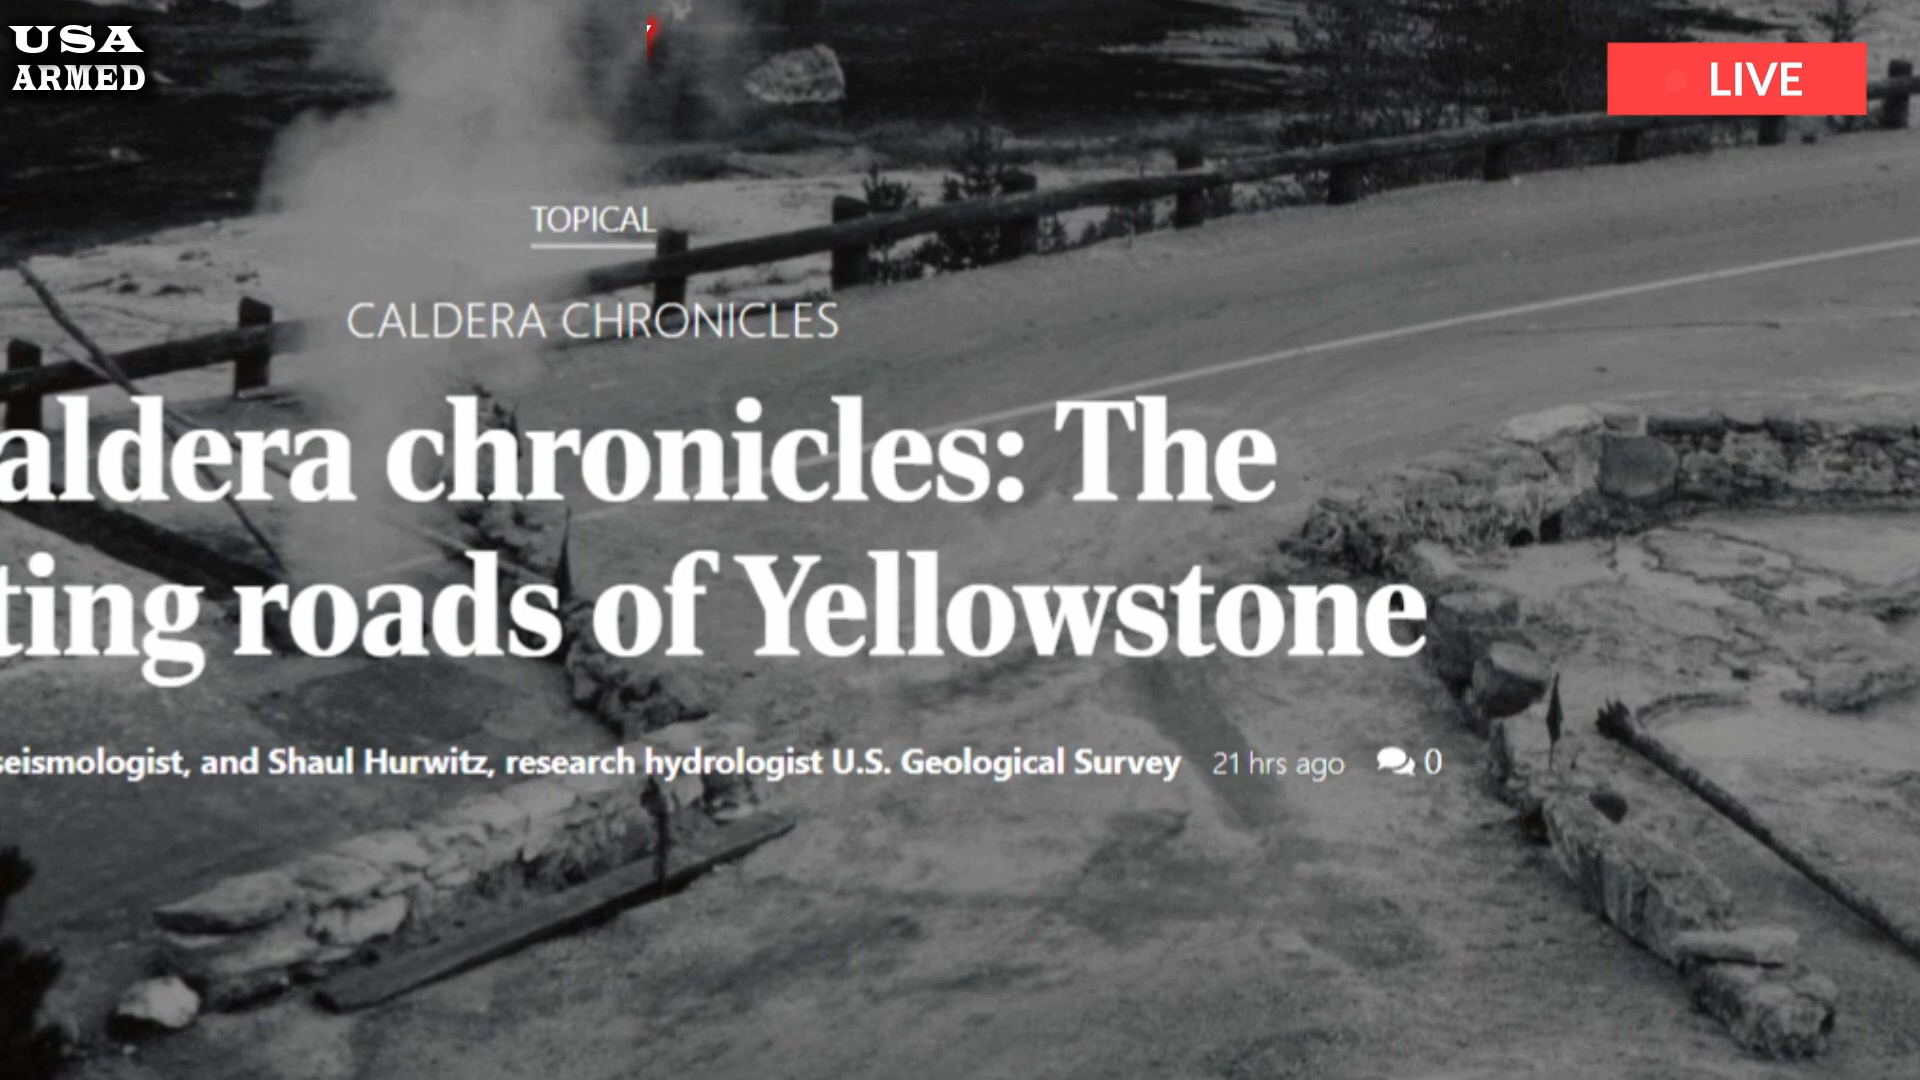 USA
ARMED
LIVE
TOPICAL
CALDERA CHRONICLES
aldera chronicles: The
ting roads of Yellowstone
seismologist, and Shaul Hurwitz, research hydrologist U.S. Geological Survey 21 hrs ago 0